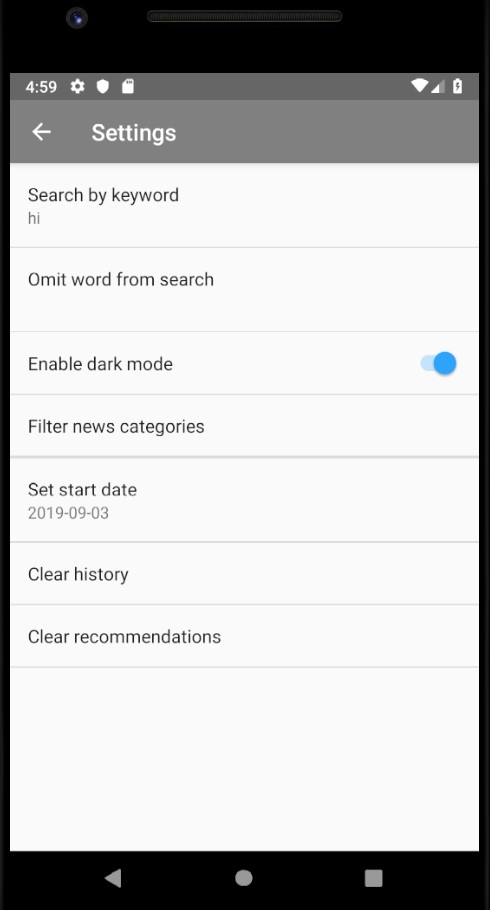 4:59
Settings
Search by keyword
hi
Omit word from search
Enable dark mode
Filter news categories
Set start date
2019-09-03
Clear history
Clear recommendations